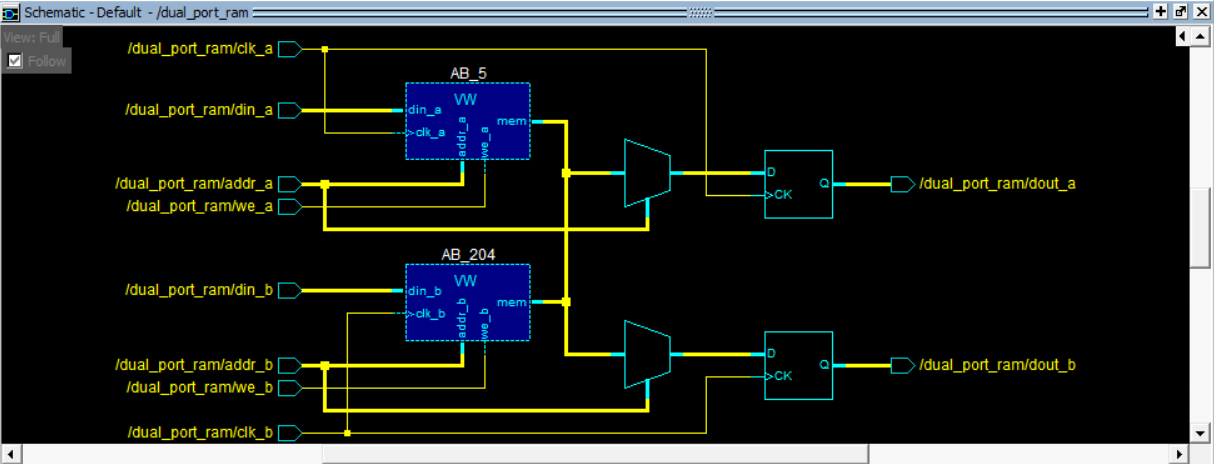 Schematic - Default - /dual_port_ram
View: Full
Follow
/dual_port_ram/clk_a
AB_5
/dual_port_ram/din_a
din_a
VW
mem
clk_a
addr_a
we_a
/dual_port_ram/addr_a
/dual_port_ram/we_a
D
Q
CK
/dual_port_ram/dout_a
AB_204
/dual_port_ram/din_b
din_b
VW
mem
clk_b
addr_b
we_b
/dual_port_ram/addr_b
/dual_port_ram/we_b
D
Q
CK
/dual_port_ram/dout_b
/dual_port_ram/clk_b